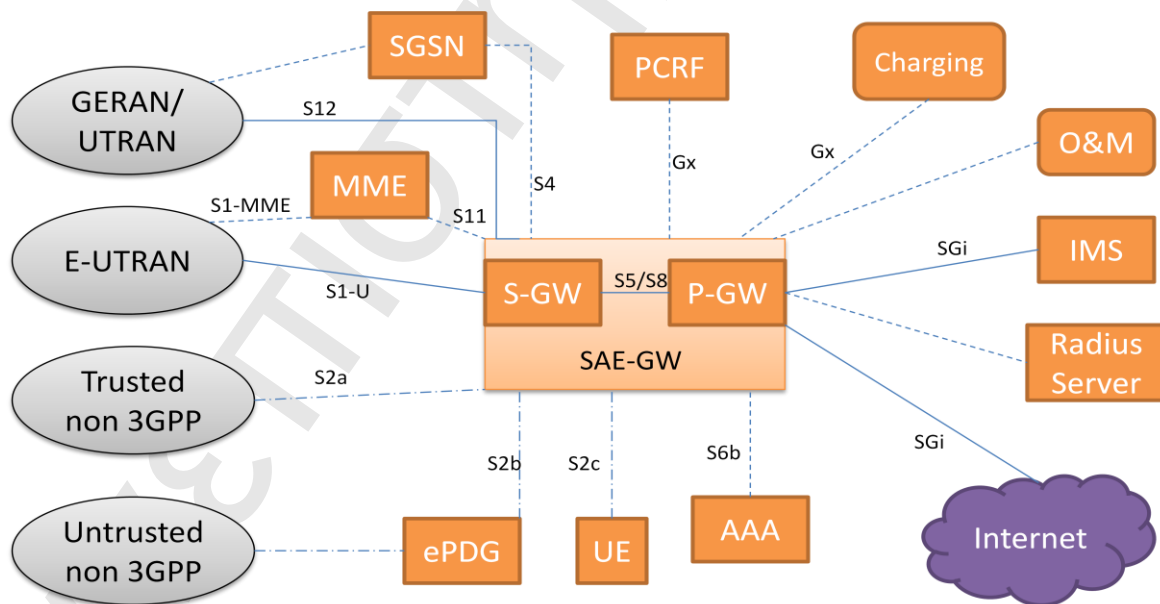 SGSN
PCRF
Charging
GERAN/
UTRAN
S12
O&M
MME
S4
Gx
Gx
S1-MME
S11
E-UTRAN
SGi
IMS
S-GW
S5/S8
P-GW
S1-U
SAE-GW
Radius
Server
Trusted
non 3GPP
S2a
S2b
S2c
S6b
SGi
Untrusted
non 3GPP
ePDG
UE
AAA
Internet